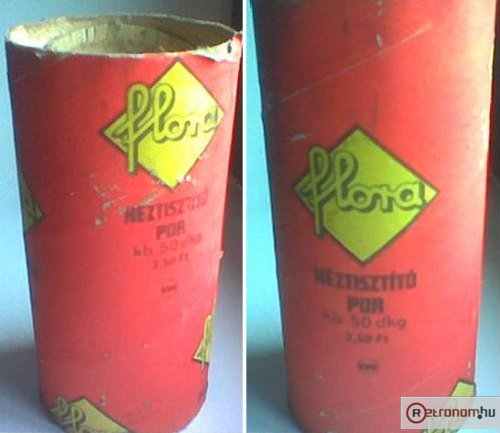 flora
KÉZTISZTÍTÓ
POR
kb. 50 dkg
3,50 Ft
flora
KÉZTISZTÍTÓ
POR
kb. 50 dkg
3,50 Ft
Retronom.hu